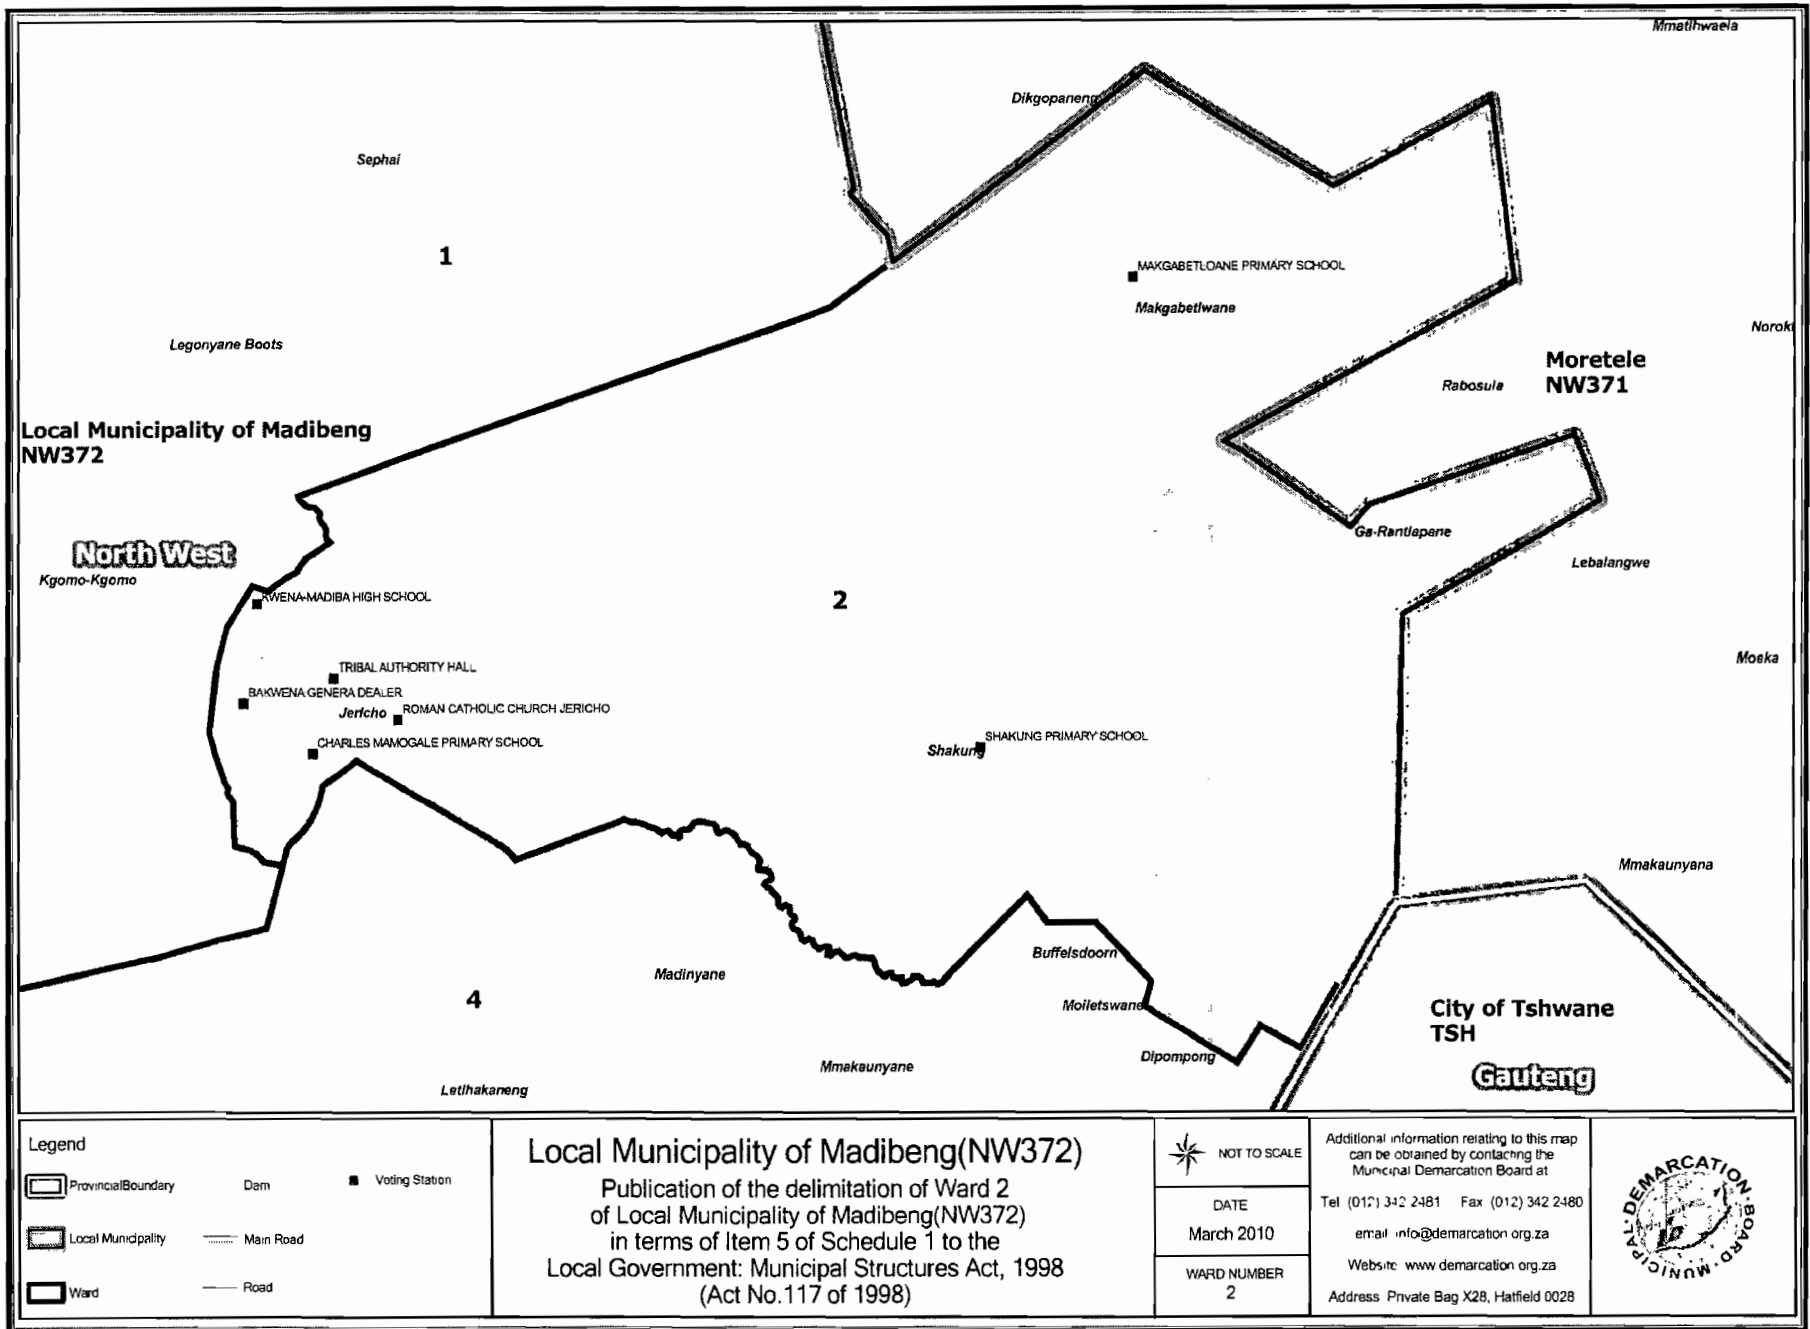 Mmatlhwaela
Dikgopaneng
Sephai
1
MAKGABETLOANE PRIMARY SCHOOL
Makgabetlwane
Noroki
Legonyane Boots
Moretele
NW371
Rabosula
Local Municipality of Madibeng
NW372
Ga-Rantlapane
North West
Lebalangwe
Kgomo-Kgomo
KWENA-MADIBA HIGH SCHOOL
2
Moeka
TRIBAL AUTHORITY HALL
BAKWENA GENERA DEALER
Jericho
ROMAN CATHOLIC CHURCH JERICHO
CHARLES MAMOGALE PRIMARY SCHOOL
SHAKUNG PRIMARY SCHOOL
Shakung
Mmakaunyana
Buffelsdoorn
Madinyane
4
Moiletswane
City of Tshwane
TSH
Dipompong
Mmakaunyane
Gauteng
Letlhakaneng
Legend
ProvincialBoundary
Dam
Voting Station
Local Municipality
Main Road
Ward
Road
Local Municipality of Madibeng(NW372)
Publication of the delimitation of Ward 2
of Local Municipality of Madibeng(NW372)
in terms of Item 5 of Schedule 1 to the
Local Government: Municipal Structures Act, 1998
(Act No.117 of 1998)
NOT TO SCALE
DATE
March 2010
WARD NUMBER
2
Additional information relating to this map
can be obtained by contacting the
Municipal Demarcation Board at
Tel (012) 342 2481 Fax (012) 342 2480
email info@demarcation.org.za
Website www.demarcation.org.za
Address Private Bag X28, Hatfield 0028
MUNICIPAL DEMARCATION BOARD